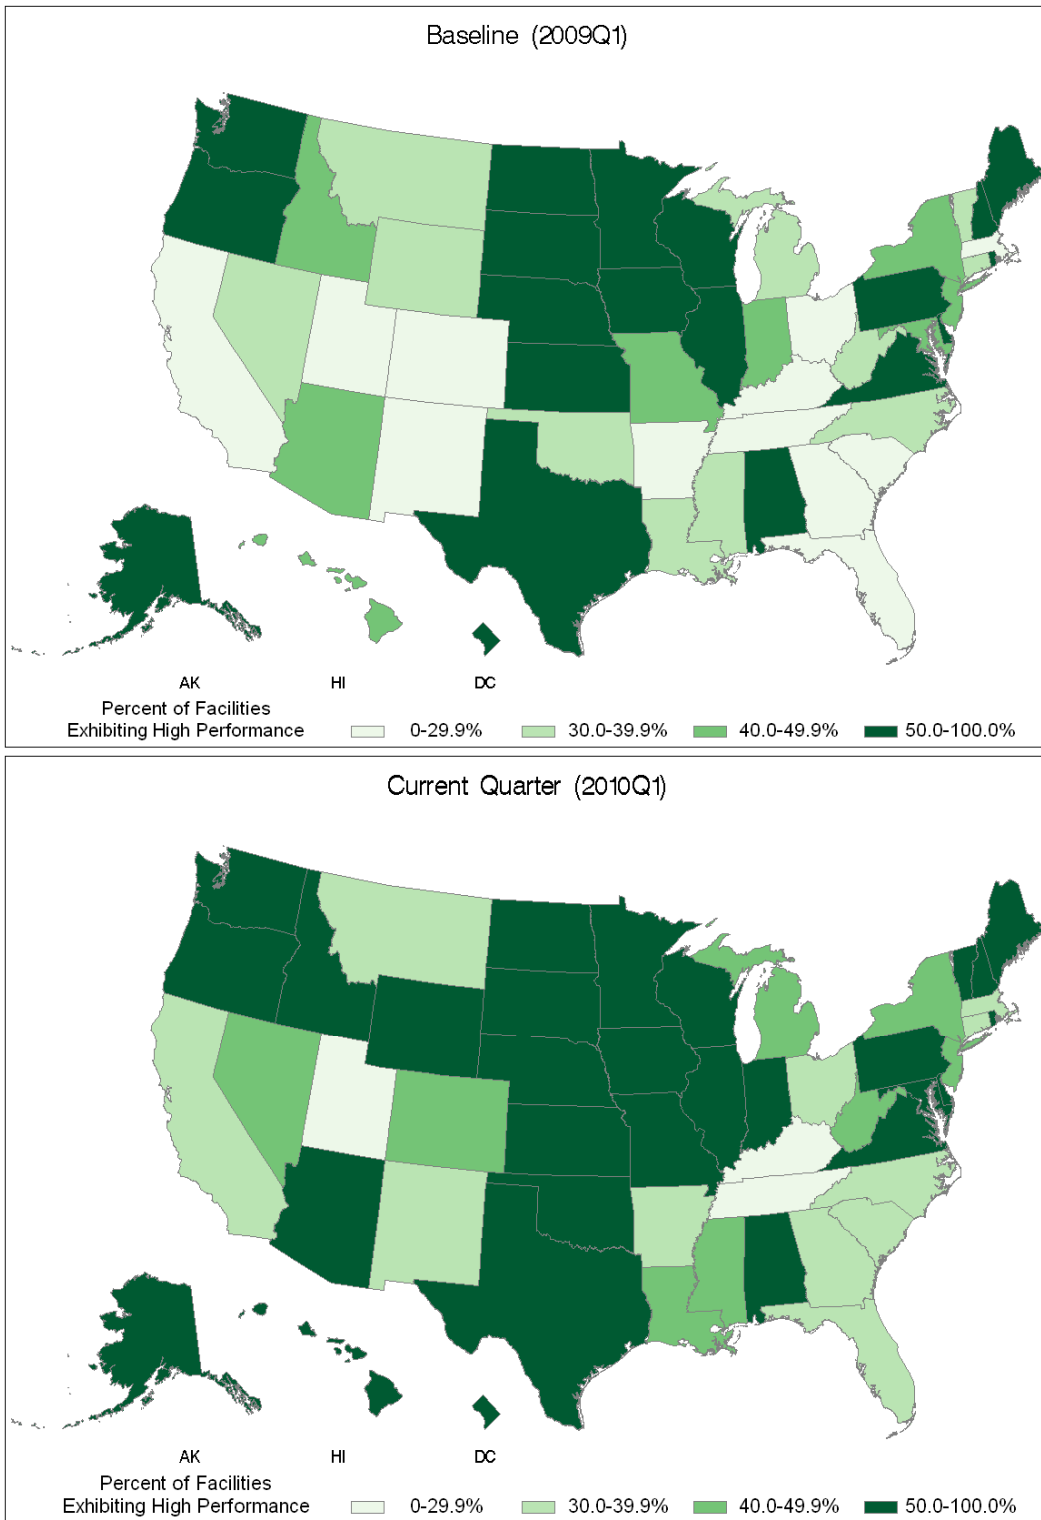 Baseline (2009Q1)
AK HI DC
Percent of Facilities
Exhibiting High Performance 0-29.9% 30.0-39.9% 40.0-49.9% 50.0-100.0%
Current Quarter (2010Q1)
AK HI DC
Percent of Facilities
Exhibiting High Performance 0-29.9% 30.0-39.9% 40.0-49.9% 50.0-100.0%